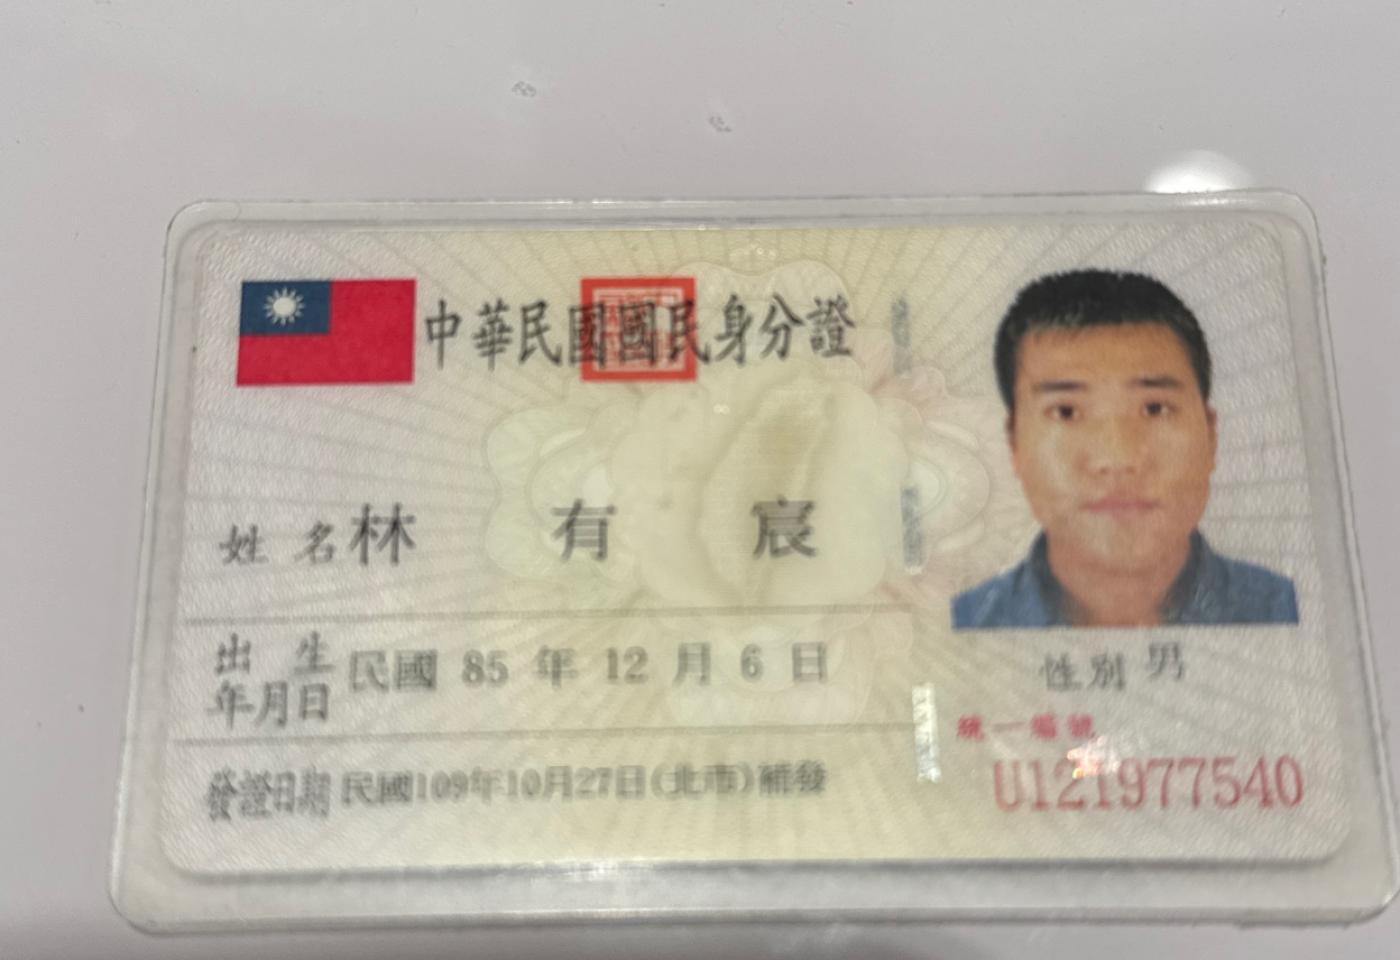 中華民國國民身分證
姓名 林有宸
出生年月日 民國 85 年 12 月 6 日
性別 男
發證日期 民國109年10月27日(北市)補發
統一編號
U121977540